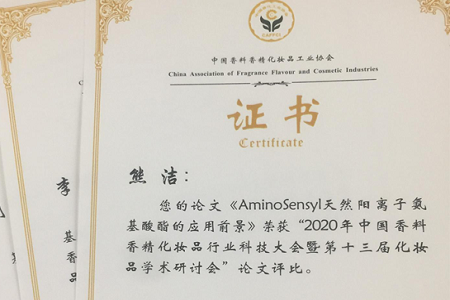 中国香料香精化妆品工业协会
China Association of Fragrance Flavour and Cosmetic Industries
证书
Certificate
熊洁：
您的论文《AminoSensyl天然阳离子氨
基酸酯的应用前景》荣获“2020年中国香料
香精化妆品行业科技大会暨第十三届化妆
品学术研讨会”论文评比。
李
基
品